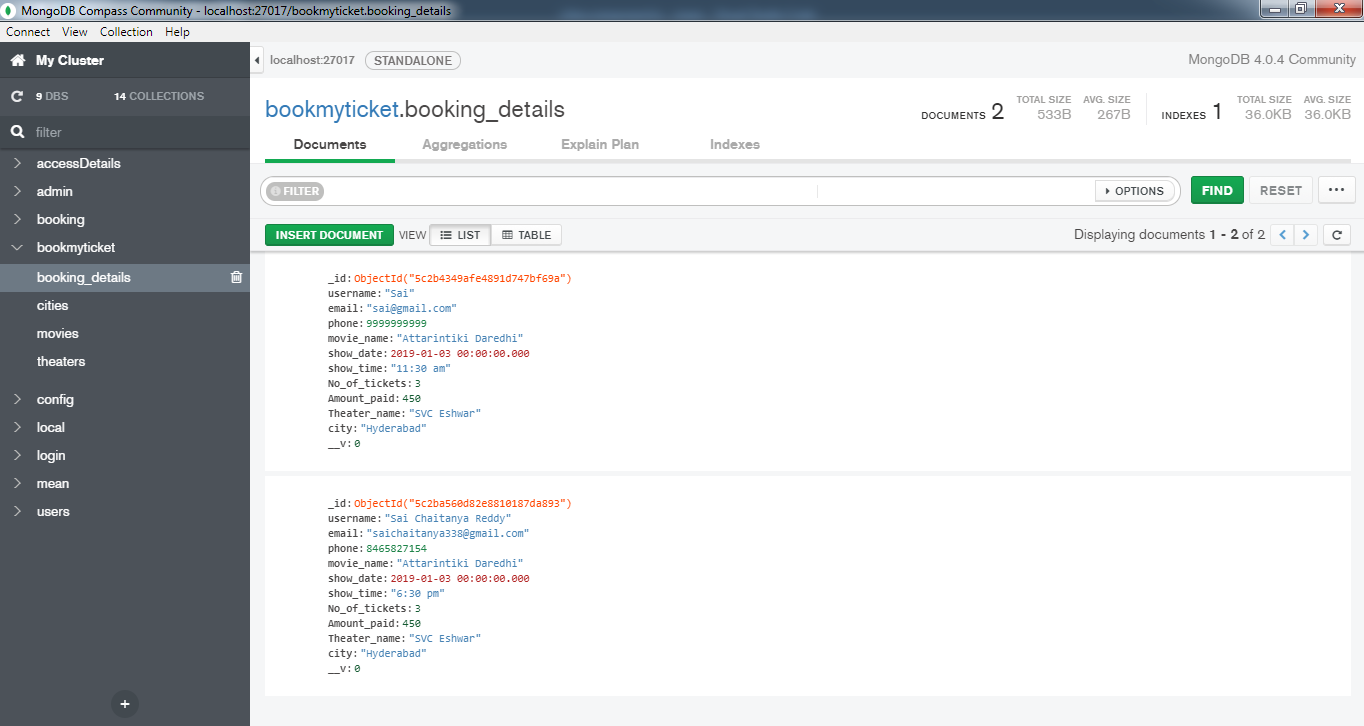 MongoDB Compass Community - localhost:27017/bookmyticket.booking_details
Connect View Collection Help
My Cluster
9 DBS 14 COLLECTIONS
filter
accessDetails
admin
booking
bookmyticket
booking_details
cities
movies
theaters
config
local
login
mean
users
+
localhost:27017 STANDALONE MongoDB 4.0.4 Community
bookmyticket.booking_details
DOCUMENTS 2 TOTAL SIZE 533B AVG. SIZE 267B INDEXES 1 TOTAL SIZE 36.0KB AVG. SIZE 36.0KB
Documents Aggregations Explain Plan Indexes
FILTER OPTIONS FIND RESET ...
INSERT DOCUMENT VIEW LIST TABLE Displaying documents 1 - 2 of 2
_id: ObjectId("5c2b4349afe4891d747bf69a")
username: "Sai"
email: "sai@gmail.com"
phone: 9999999999
movie_name: "Attarintiki Daredhi"
show_date: 2019-01-03 00:00:00.000
show_time: "11:30 am"
No_of_tickets: 3
Amount_paid: 450
Theater_name: "SVC Eshwar"
city: "Hyderabad"
__v: 0
_id: ObjectId("5c2ba560d82e8810187da893")
username: "Sai Chaitanya Reddy"
email: "saichaitanya338@gmail.com"
phone: 8465827154
movie_name: "Attarintiki Daredhi"
show_date: 2019-01-03 00:00:00.000
show_time: "6:30 pm"
No_of_tickets: 3
Amount_paid: 450
Theater_name: "SVC Eshwar"
city: "Hyderabad"
__v: 0